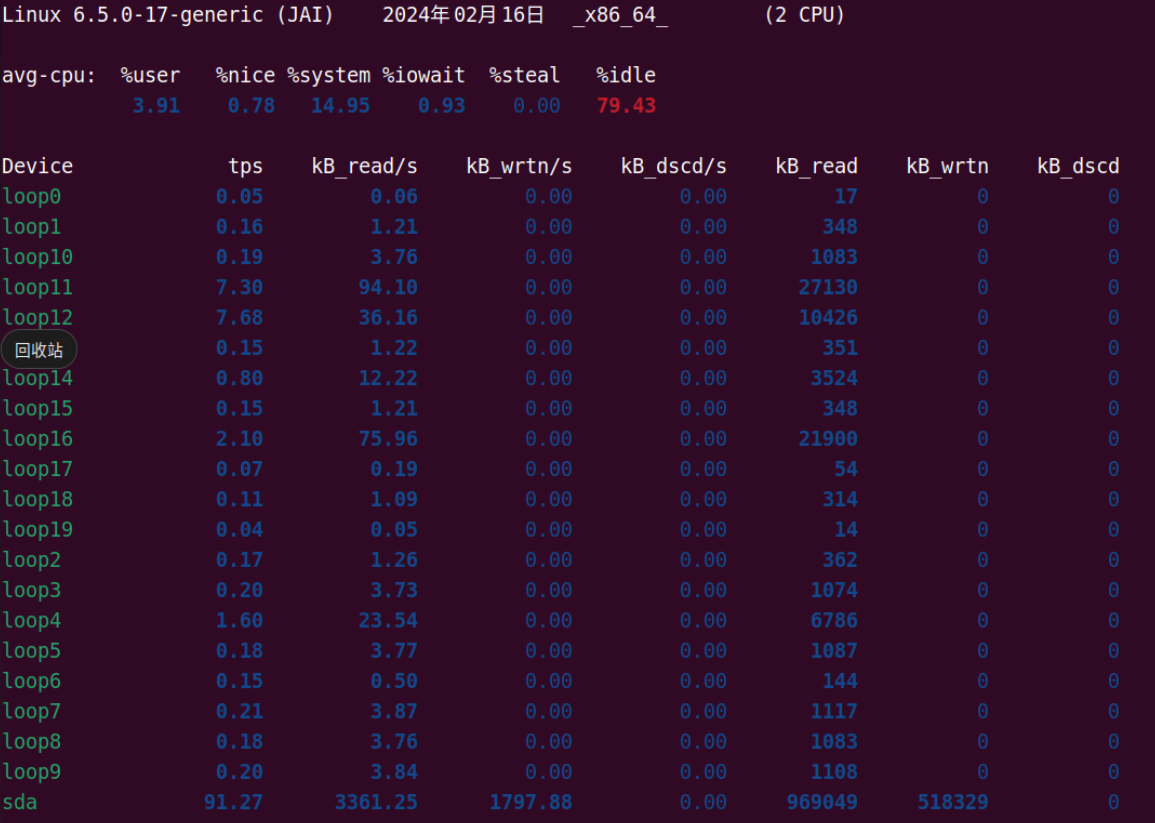 Linux 6.5.0-17-generic (JAI) 2024年02月16日 _x86_64_ (2 CPU)
avg-cpu: %user %nice %system %iowait %steal %idle
3.91 0.78 14.95 0.93 0.00 79.43
Device tps kB_read/s kB_wrtn/s kB_dscd/s kB_read kB_wrtn kB_dscd
loop0 0.05 0.06 0.00 0.00 17 0 0
loop1 0.16 1.21 0.00 0.00 348 0 0
loop10 0.19 3.76 0.00 0.00 1083 0 0
loop11 7.30 94.10 0.00 0.00 27130 0 0
loop12 7.68 36.16 0.00 0.00 10426 0 0
回收站 0.15 1.22 0.00 0.00 351 0 0
loop14 0.80 12.22 0.00 0.00 3524 0 0
loop15 0.15 1.21 0.00 0.00 348 0 0
loop16 2.10 75.96 0.00 0.00 21900 0 0
loop17 0.07 0.19 0.00 0.00 54 0 0
loop18 0.11 1.09 0.00 0.00 314 0 0
loop19 0.04 0.05 0.00 0.00 14 0 0
loop2 0.17 1.26 0.00 0.00 362 0 0
loop3 0.20 3.73 0.00 0.00 1074 0 0
loop4 1.60 23.54 0.00 0.00 6786 0 0
loop5 0.18 3.77 0.00 0.00 1087 0 0
loop6 0.15 0.50 0.00 0.00 144 0 0
loop7 0.21 3.87 0.00 0.00 1117 0 0
loop8 0.18 3.76 0.00 0.00 1083 0 0
loop9 0.20 3.84 0.00 0.00 1108 0 0
sda 91.27 3361.25 1797.88 0.00 969049 518329 0